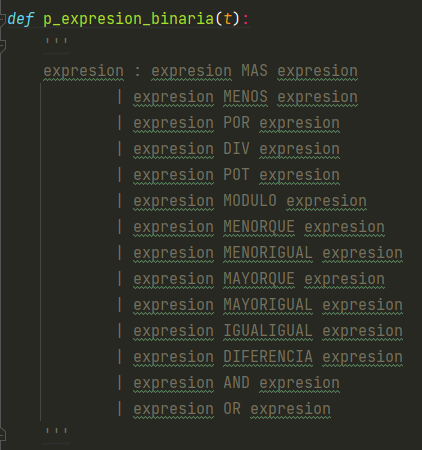 def p_expresion_binaria(t):
'''
expresion : expresion MAS expresion
| expresion MENOS expresion
| expresion POR expresion
| expresion DIV expresion
| expresion POT expresion
| expresion MODULO expresion
| expresion MENORQUE expresion
| expresion MENORIGUAL expresion
| expresion MAYORQUE expresion
| expresion MAYORIGUAL expresion
| expresion IGUALIGUAL expresion
| expresion DIFERENCIA expresion
| expresion AND expresion
| expresion OR expresion
'''